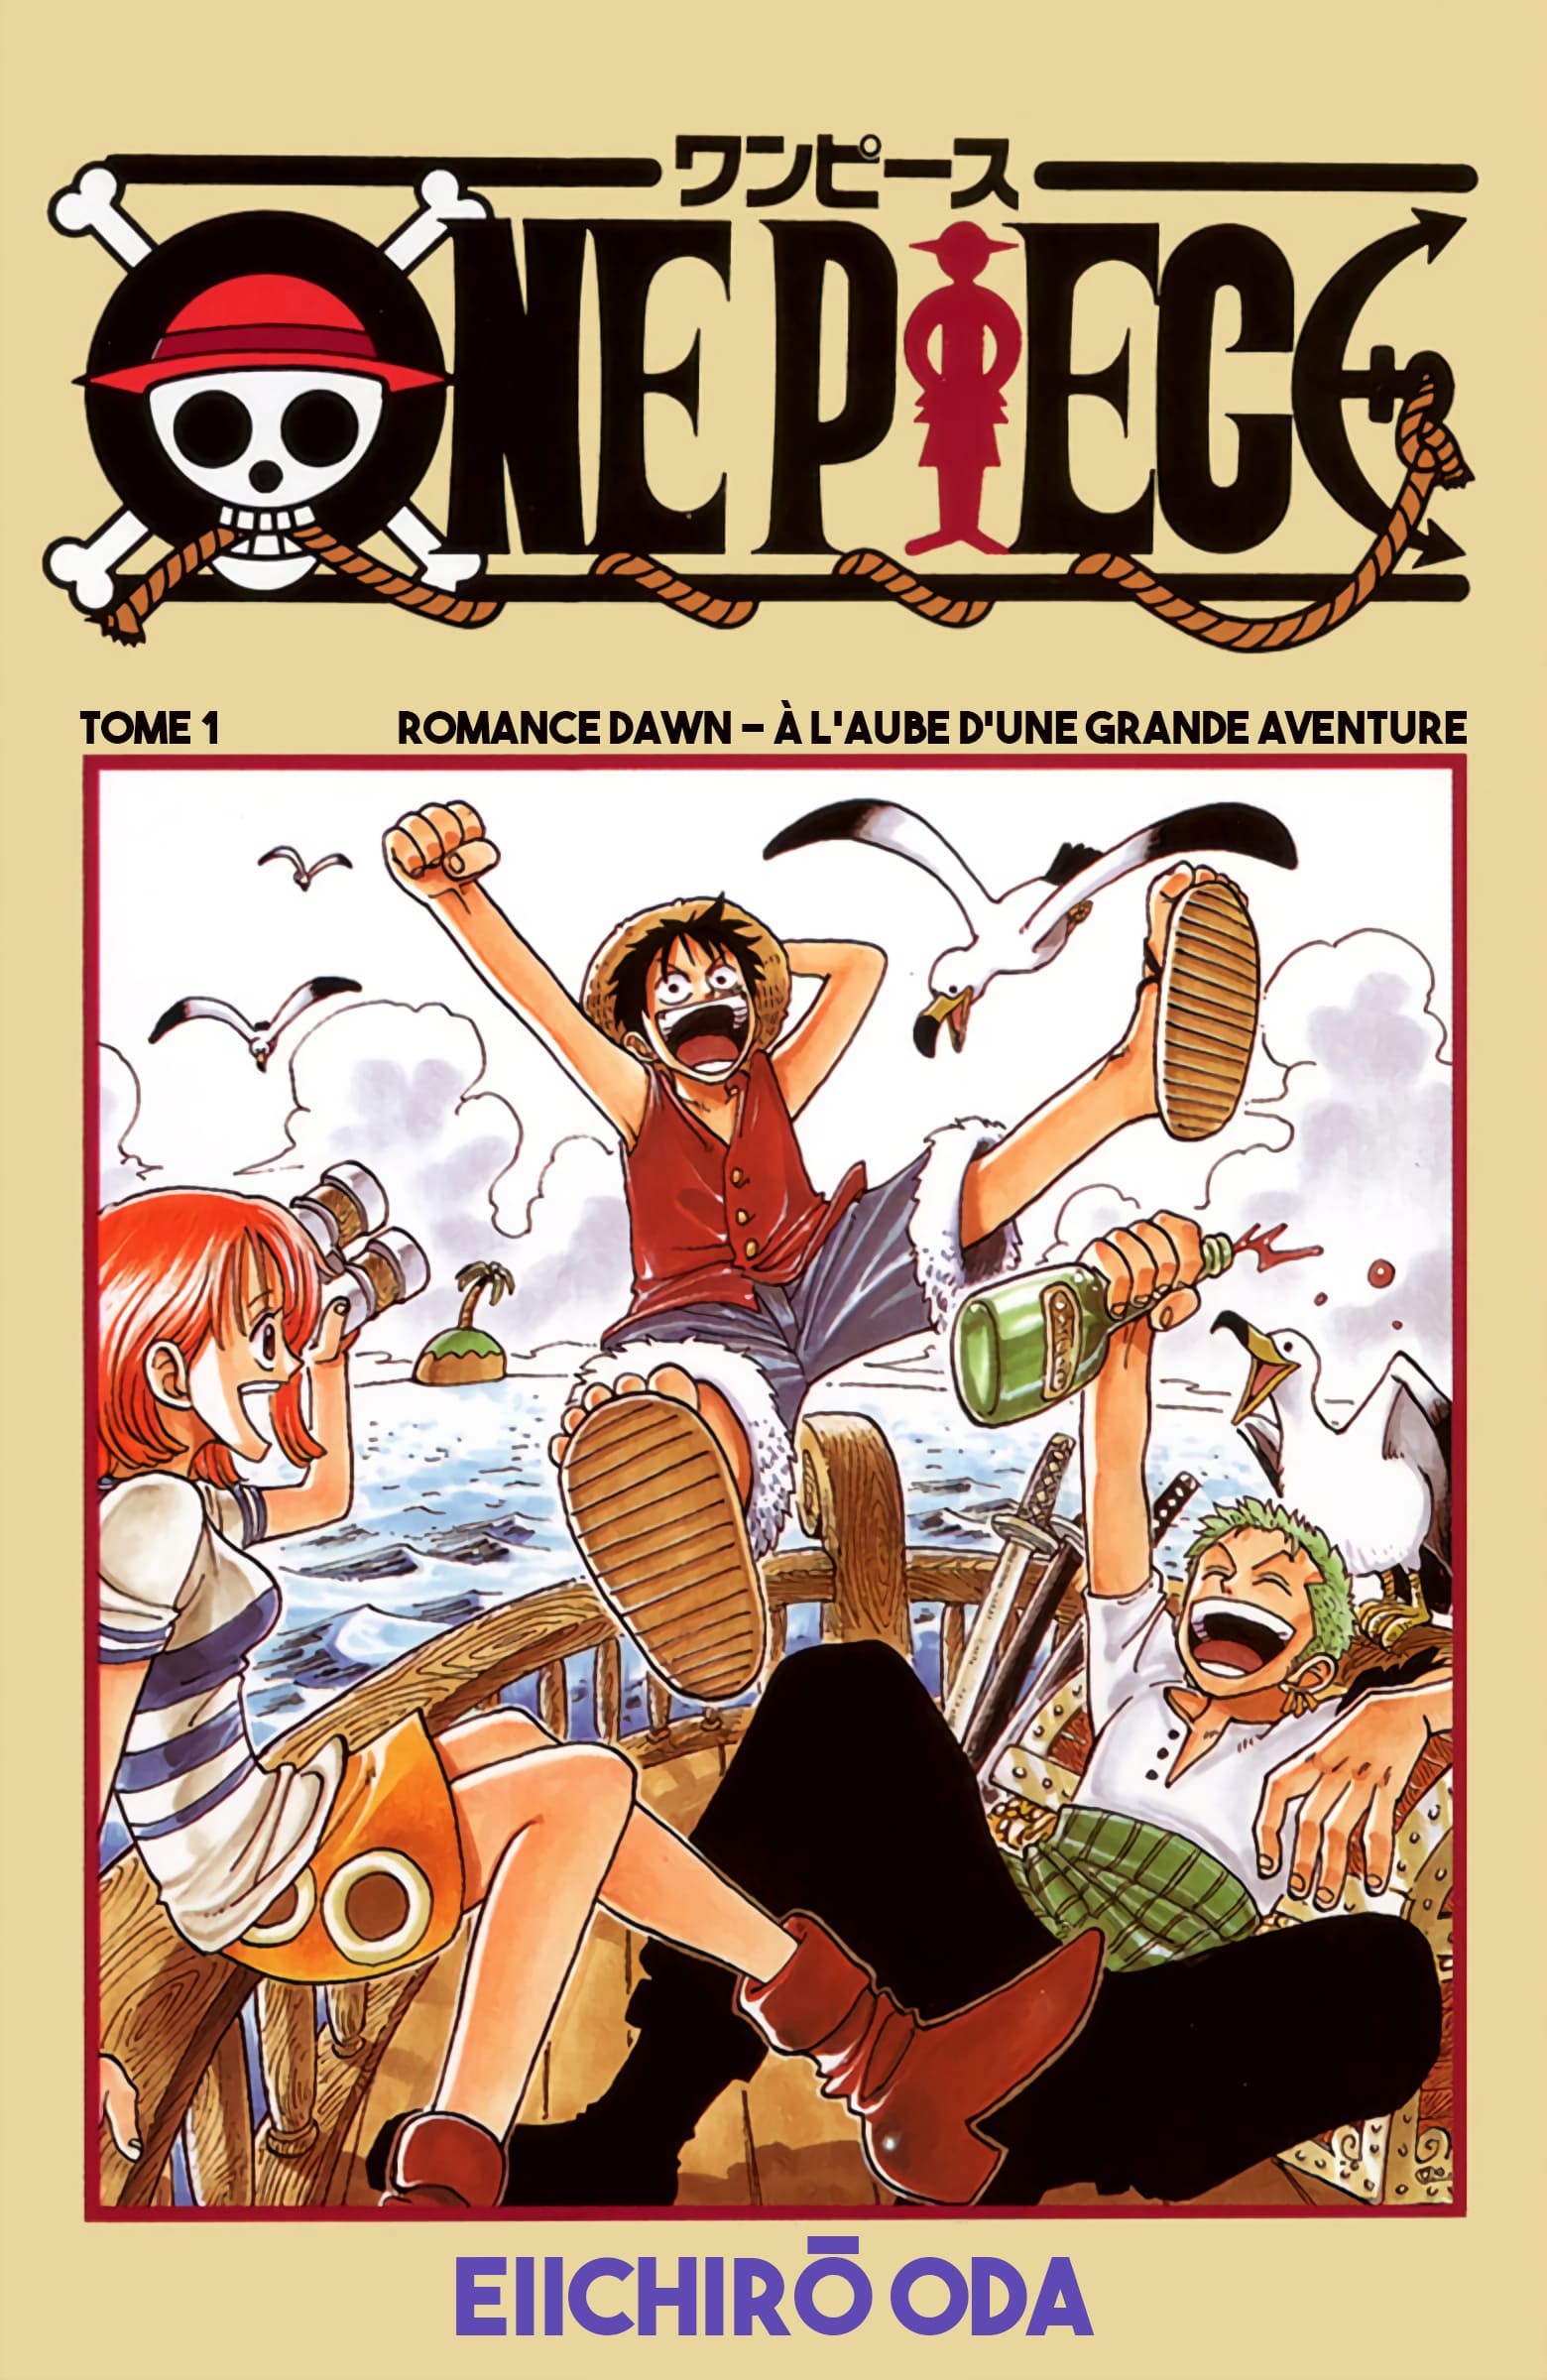 ワンピース
ONE PIECE
TOME 1 ROMANCE DAWN – À L'AUBE D'UNE GRANDE AVENTURE
EIICHIRŌ ODA